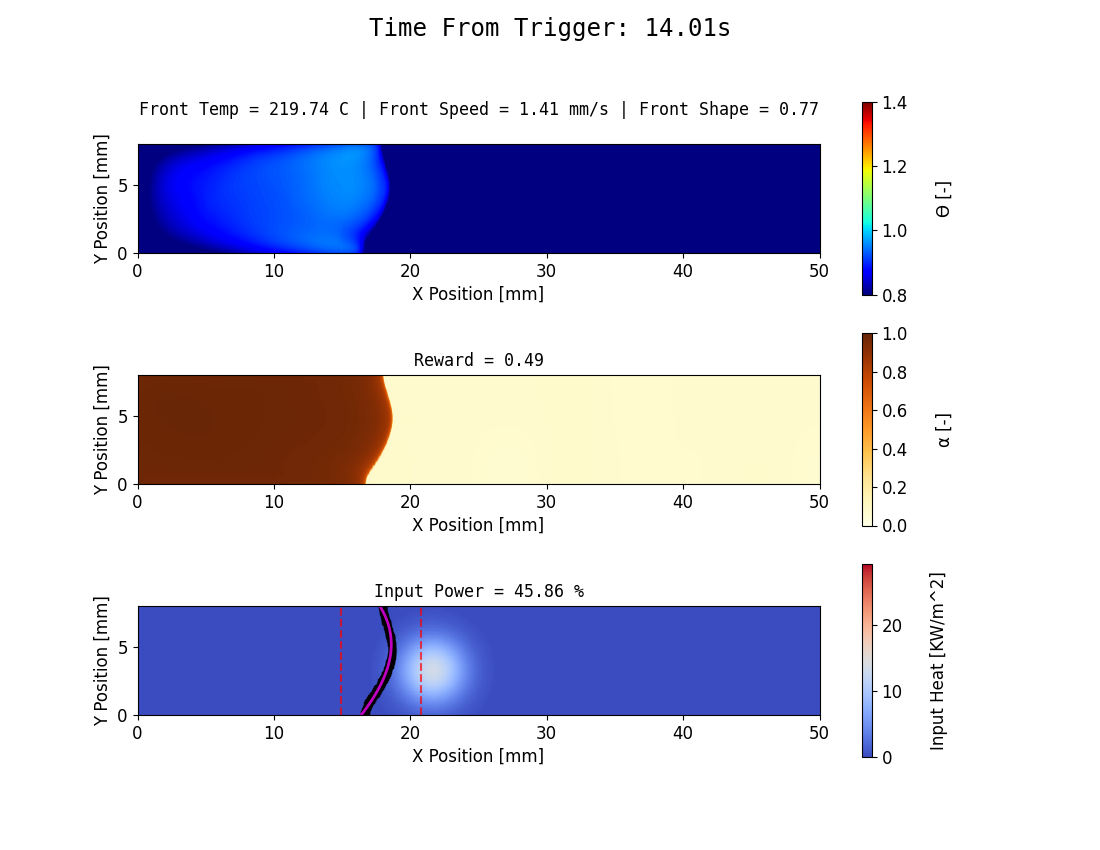 Time From Trigger: 14.01s
Front Temp = 219.74 C | Front Speed = 1.41 mm/s | Front Shape = 0.77
Y Position [mm]
5
0
0 10 20 30 40 50
X Position [mm]
1.4
1.2
1.0
0.8
Θ [-]
Reward = 0.49
Y Position [mm]
5
0
0 10 20 30 40 50
X Position [mm]
1.0
0.8
0.6
0.4
0.2
0.0
α [-]
Input Power = 45.86 %
Y Position [mm]
5
0
0 10 20 30 40 50
X Position [mm]
20
10
0
Input Heat [KW/m^2]